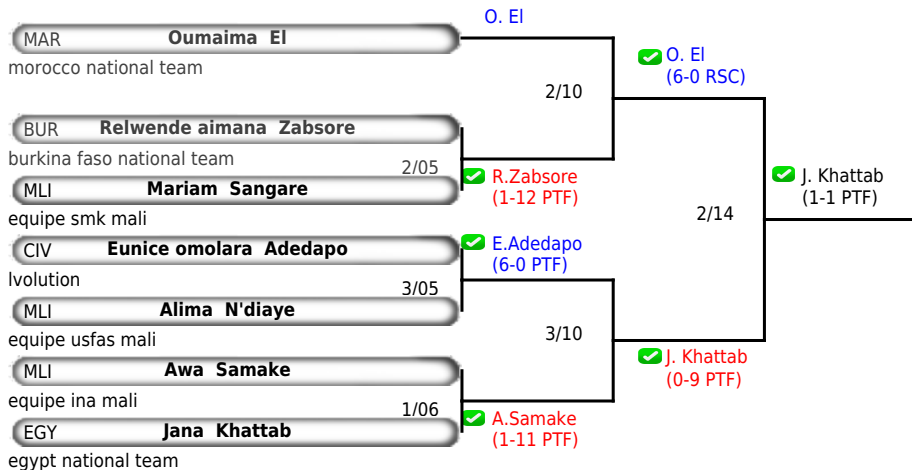 O. El
MAR Oumaima El
morocco national team
O. El
(6-0 RSC)
2/10
BUR Relwende aimana Zabsore
burkina faso national team
2/05
R.Zabsore
(1-12 PTF)
MLI Mariam Sangare
equipe smk mali
J. Khattab
(1-1 PTF)
2/14
CIV Eunice omolara Adedapo
lvolution
E.Adedapo
(6-0 PTF)
3/05
MLI Alima N'diaye
equipe usfas mali
3/10
J. Khattab
(0-9 PTF)
MLI Awa Samake
equipe ina mali
1/06
A.Samake
(1-11 PTF)
EGY Jana Khattab
egypt national team